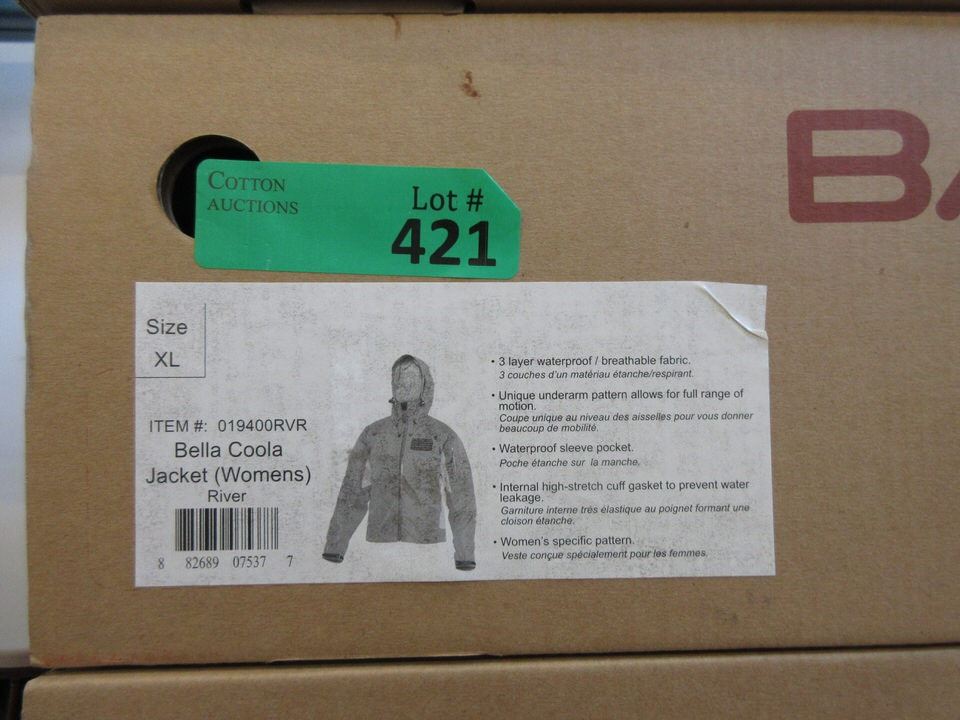 COTTON
AUCTIONS
Lot #
421
BA
Size
XL
ITEM #: 019400RVR
Bella Coola
Jacket (Womens)
River
8 82689 07537 7
• 3 layer waterproof / breathable fabric.
3 couches d'un matériau étanche/respirant.
• Unique underarm pattern allows for full range of
motion.
Coupe unique au niveau des aisselles pour vous donner
beaucoup de mobilité.
• Waterproof sleeve pocket.
Poche étanche sur la manche.
• Internal high-stretch cuff gasket to prevent water
leakage.
Garniture interne très élastique au poignet formant une
cloison étanche.
• Women's specific pattern.
Veste conçue spécialement pour les femmes.